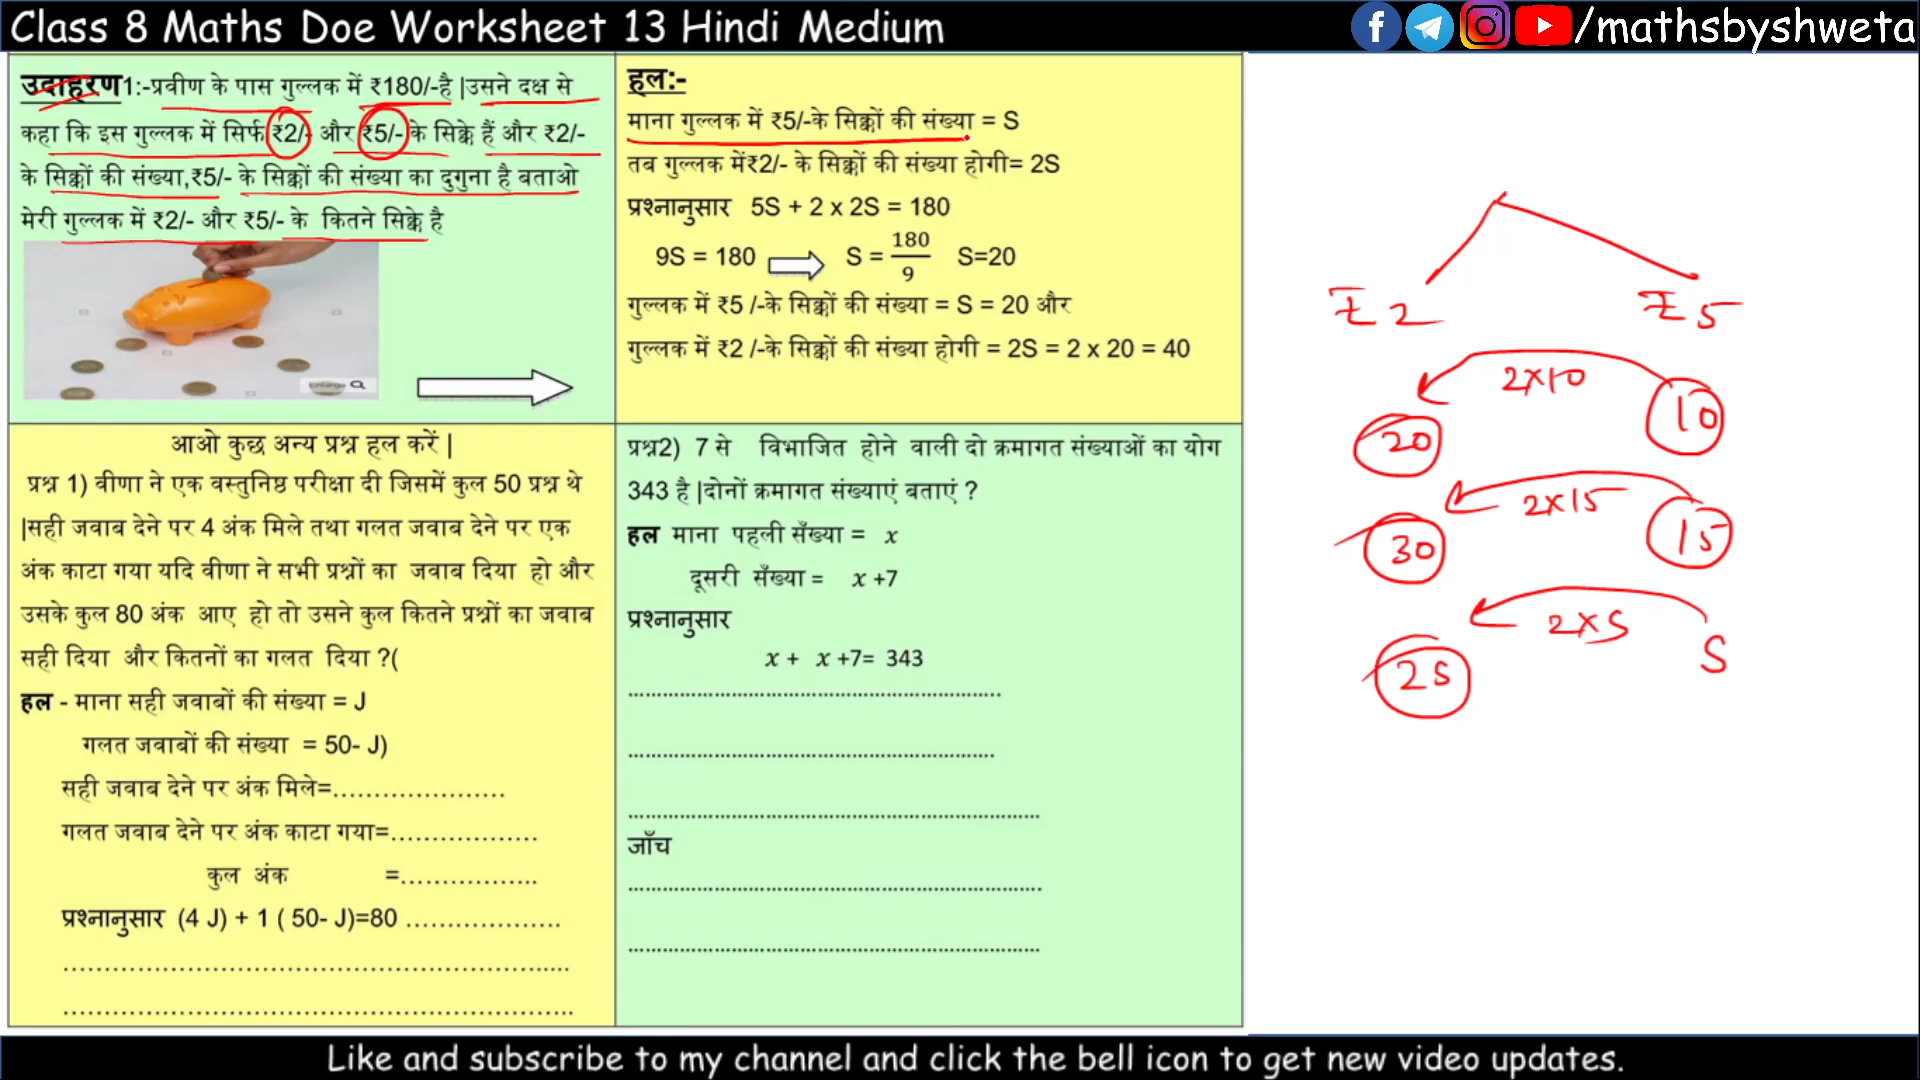 Class 8 Maths Doe Worksheet 13 Hindi Medium
/mathsbyshweta
उदाहरण1:-प्रवीण के पास गुल्लक में ₹180/-है |उसने दक्ष से
कहा कि इस गुल्लक में सिर्फ ₹2/- और ₹5/- के सिक्के हैं और ₹2/-
के सिक्कों की संख्या,₹5/- के सिक्कों की संख्या का दुगुना है बताओ
मेरी गुल्लक में ₹2/- और ₹5/- के कितने सिक्के है
Enlarge
हल:-
माना गुल्लक में ₹5/-के सिक्कों की संख्या = S
तब गुल्लक में₹2/- के सिक्कों की संख्या होगी= 2S
प्रश्नानुसार 5S + 2 x 2S = 180
9S = 180 S = 180/9 S=20
गुल्लक में ₹5 /-के सिक्कों की संख्या = S = 20 और
गुल्लक में ₹2 /-के सिक्कों की संख्या होगी = 2S = 2 x 20 = 40
आओ कुछ अन्य प्रश्न हल करें |
प्रश्न 1) वीणा ने एक वस्तुनिष्ठ परीक्षा दी जिसमें कुल 50 प्रश्न थे
|सही जवाब देने पर 4 अंक मिले तथा गलत जवाब देने पर एक
अंक काटा गया यदि वीणा ने सभी प्रश्नों का जवाब दिया हो और
उसके कुल 80 अंक आए हो तो उसने कुल कितने प्रश्नों का जवाब
सही दिया और कितनों का गलत दिया ?(
हल - माना सही जवाबों की संख्या = J
गलत जवाबों की संख्या = 50- J)
सही जवाब देने पर अंक मिले=.....................
गलत जवाब देने पर अंक काटा गया=..................
कुल अंक =.................
प्रश्नानुसार (4 J) + 1 ( 50- J)=80 ...................
प्रश्न2) 7 से विभाजित होने वाली दो क्रमागत संख्याओं का योग
343 है |दोनों क्रमागत संख्याएं बताएं ?
हल माना पहली सँख्या = x
दूसरी सँख्या = x +7
प्रश्नानुसार
x + x +7= 343
जाँच
₹ 2 ₹ 5
2×10
20 10
2×15
30 15
2×S
2S S
Like and subscribe to my channel and click the bell icon to get new video updates.